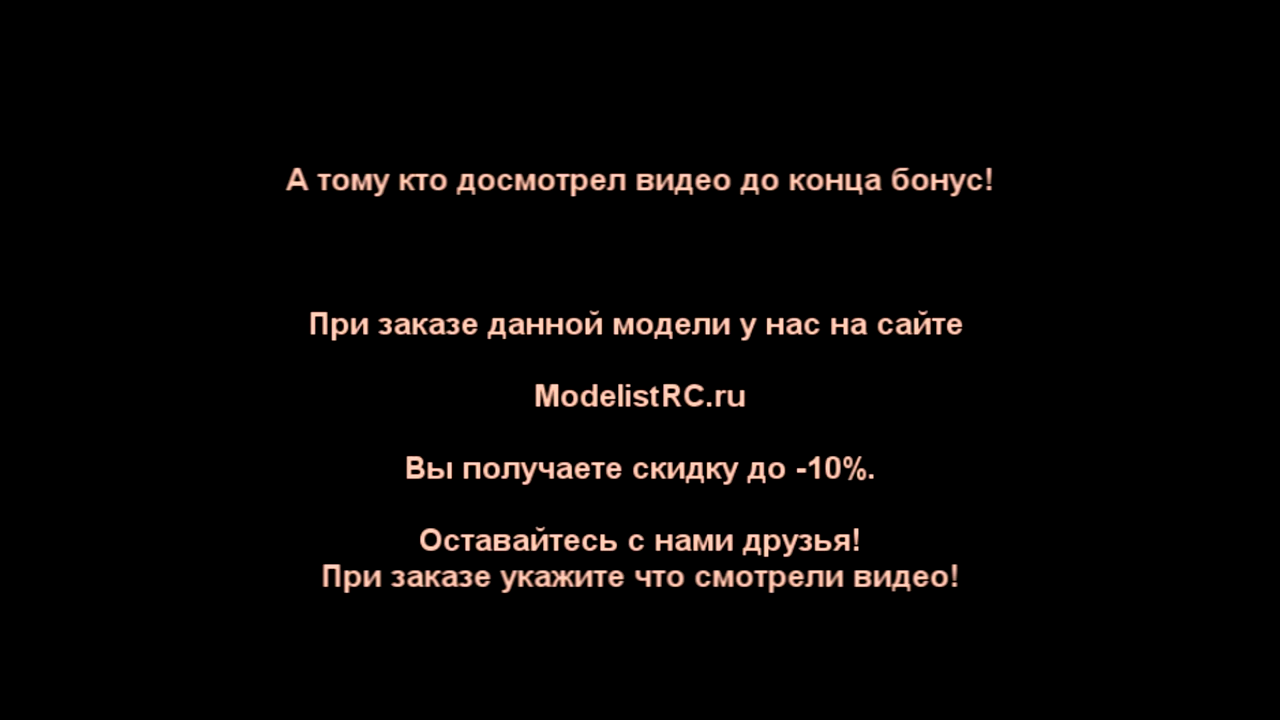 А тому кто досмотрел видео до конца бонус!
При заказе данной модели у нас на сайте
ModelistRC.ru
Вы получаете скидку до -10%.
Оставайтесь с нами друзья!
При заказе укажите что смотрели видео!